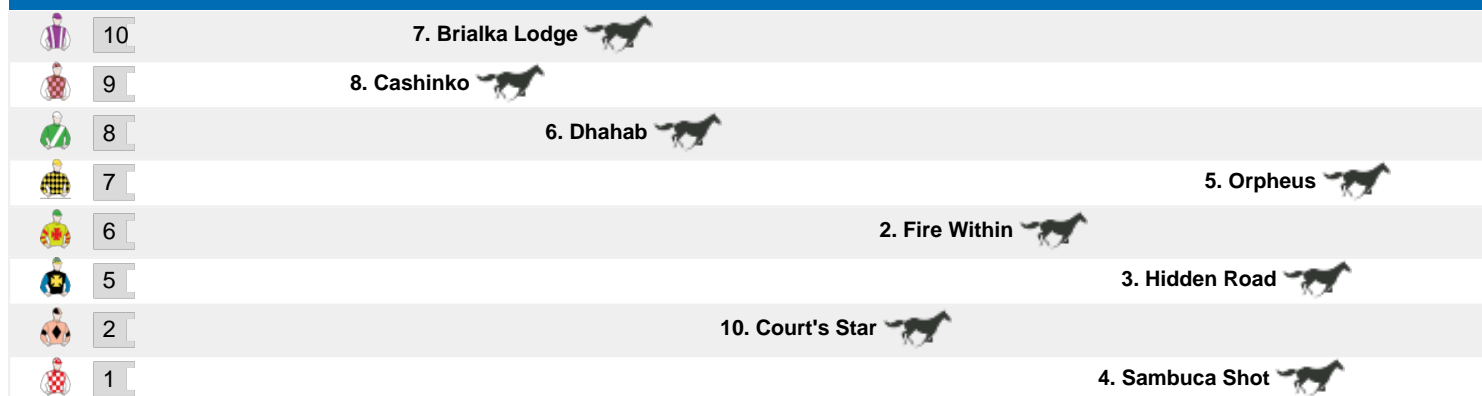 10 7. Brialka Lodge
9 8. Cashinko
8 6. Dhahab
7 5. Orpheus
6 2. Fire Within
5 3. Hidden Road
2 10. Court's Star
1 4. Sambuca Shot